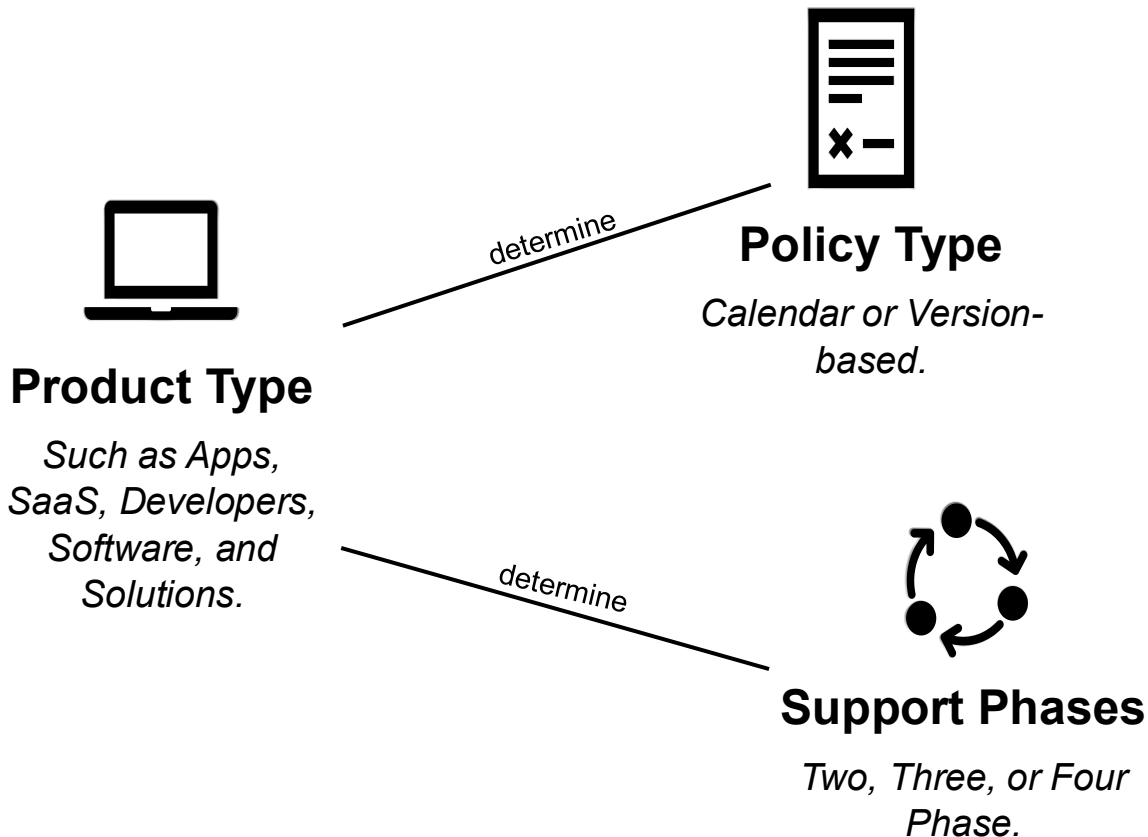 Product Type
Such as Apps,
SaaS, Developers,
Software, and
Solutions.
determine
Policy Type
Calendar or Version-
based.
determine
Support Phases
Two, Three, or Four
Phase.